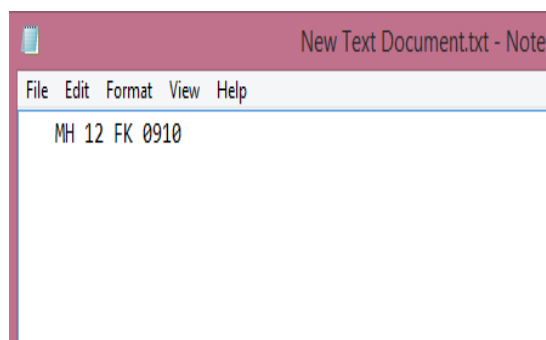 New Text Document.txt - Note
File Edit Format View Help
MH 12 FK 0910